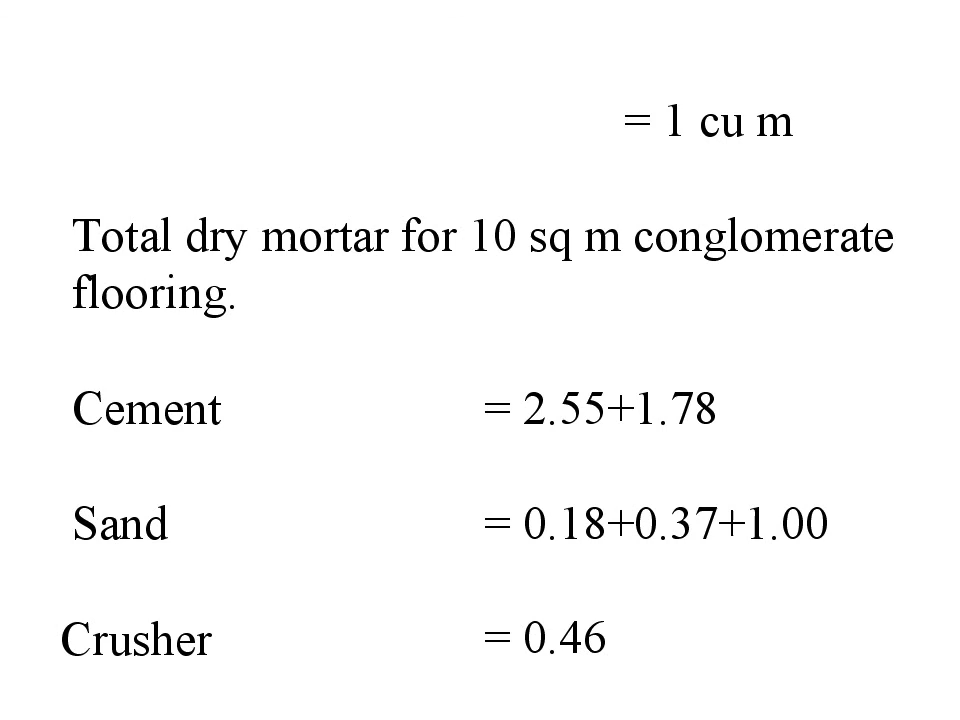 = 1 cu m
Total dry mortar for 10 sq m conglomerate
flooring.
Cement = 2.55+1.78
Sand = 0.18+0.37+1.00
Crusher = 0.46